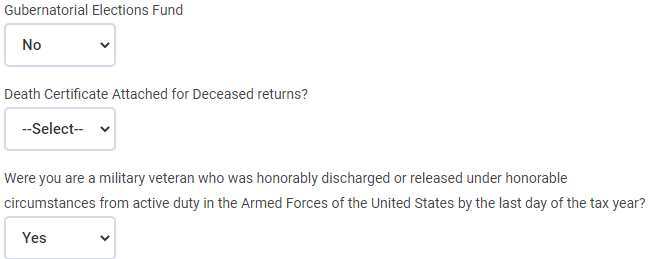 Gubernatorial Elections Fund
No
Death Certificate Attached for Deceased returns?
--Select--
Were you are a military veteran who was honorably discharged or released under honorable
circumstances from active duty in the Armed Forces of the United States by the last day of the tax year?
Yes